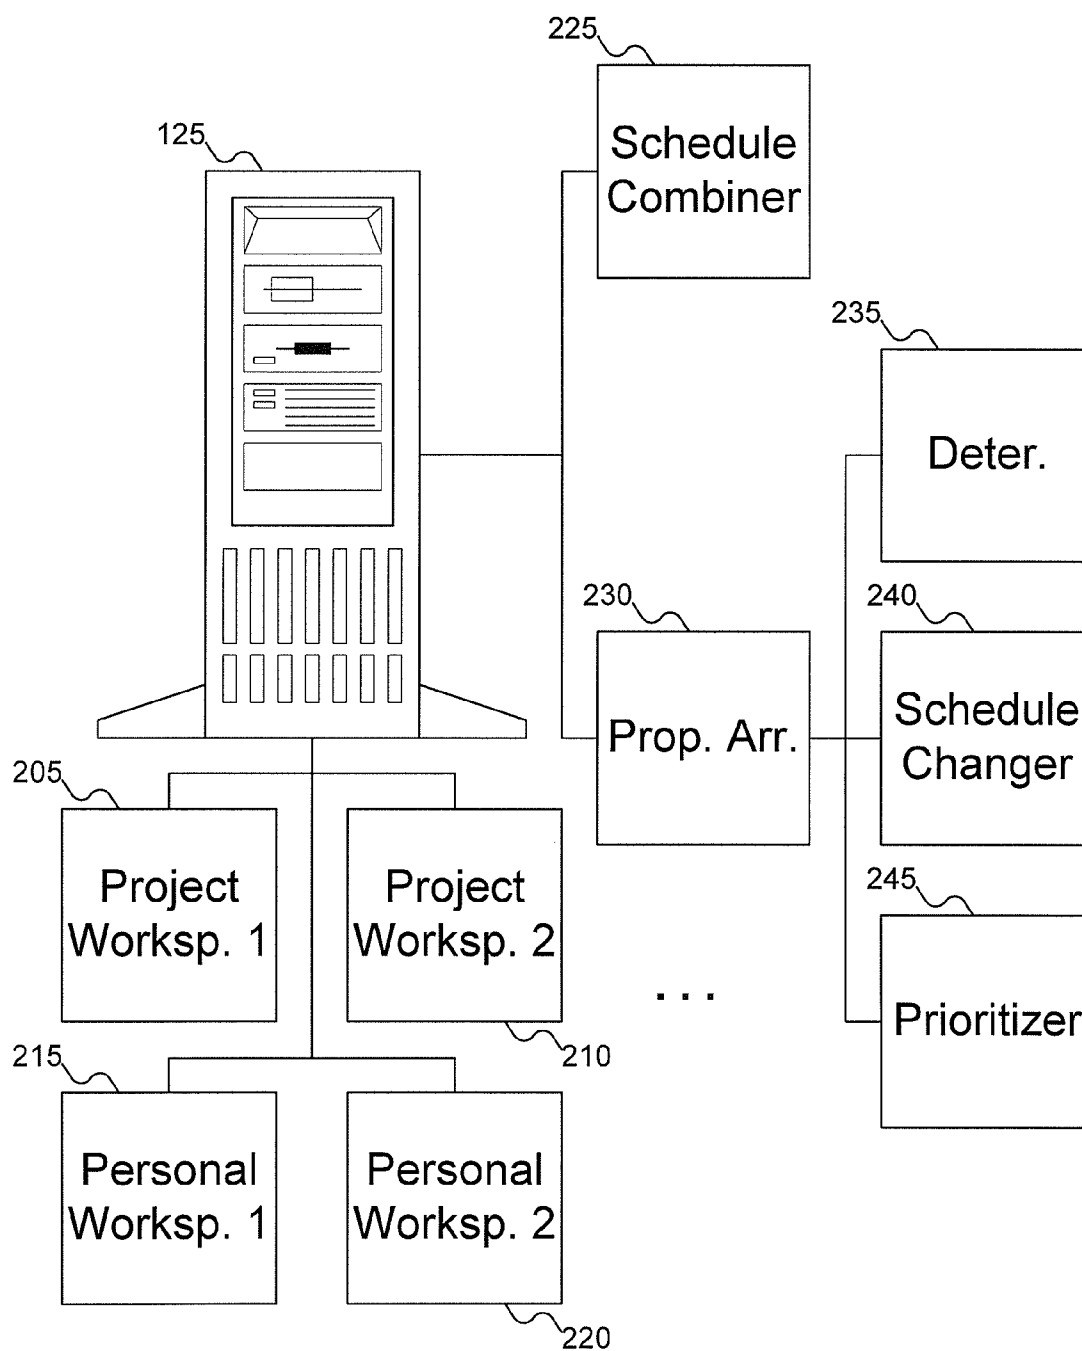 225
Schedule
Combiner
125
235
Deter.
230
Prop. Arr.
240
Schedule
Changer
205
Project
Worksp. 1
Project
Worksp. 2
210
245
Prioritizer
...
215
Personal
Worksp. 1
Personal
Worksp. 2
220